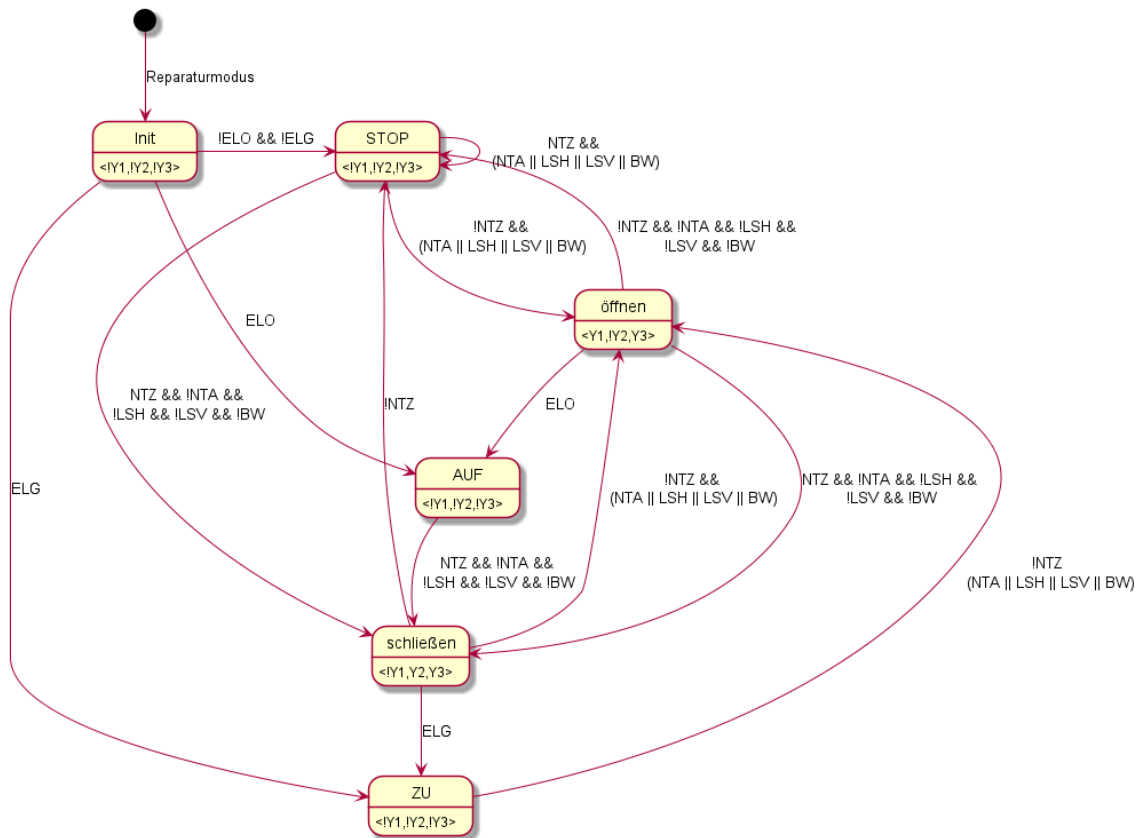 Reparaturmodus
Init
<!Y1,!Y2,!Y3>
!ELO && !ELG
STOP
<!Y1,!Y2,!Y3>
NTZ &&
(NTA || LSH || LSV || BW)
!NTZ &&
(NTA || LSH || LSV || BW)
!NTZ && !NTA && !LSH &&
!LSV && !BW
öffnen
<Y1,!Y2,Y3>
ELO
NTZ && !NTA &&
!LSH && !LSV && !BW
!NTZ
ELO
AUF
<!Y1,!Y2,!Y3>
ELG
!NTZ &&
(NTA || LSH || LSV || BW)
NTZ && !NTA && !LSH &&
!LSV && !BW
NTZ && !NTA &&
!LSH && !LSV && !BW
!NTZ
(NTA || LSH || LSV || BW)
schließen
<!Y1,Y2,Y3>
ELG
ZU
<!Y1,!Y2,!Y3>